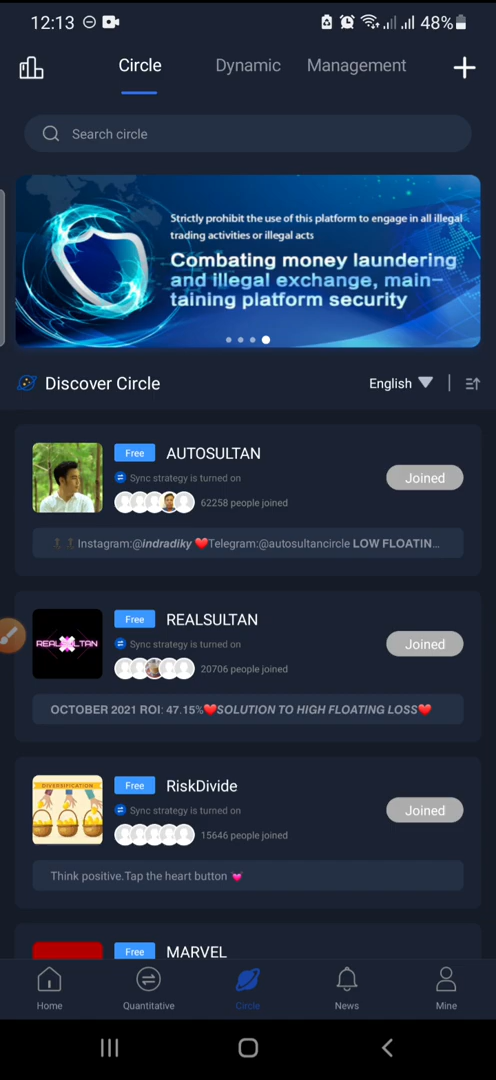 12:13
48%
Circle
Dynamic
Management
Search circle
Strictly prohibit the use of this platform to engage in all illegal
trading activities or illegal acts
Combating money laundering
and illegal exchange, main-
taining platform security
Discover Circle
English
Free
AUTOSULTAN
Sync strategy is turned on
Joined
62258 people joined
Instagram:@indradiky ❤️Telegram:@autosultancircle LOW FLOATIN...
REALSULTAN
Free
REALSULTAN
Sync strategy is turned on
Joined
20706 people joined
OCTOBER 2021 ROI: 47.15%❤️SOLUTION TO HIGH FLOATING LOSS❤️
DIVERSIFICATION
Free
RiskDivide
Sync strategy is turned on
Joined
15646 people joined
Think positive.Tap the heart button 💓
Free
MARVEL
Home
Quantitative
Circle
News
Mine